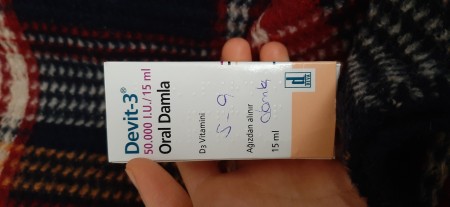 Devit-3®
50.000 I.U./15 ml
Oral Damla
D3 Vitamini
5-9
Ağızdan alınır
damla
15 ml